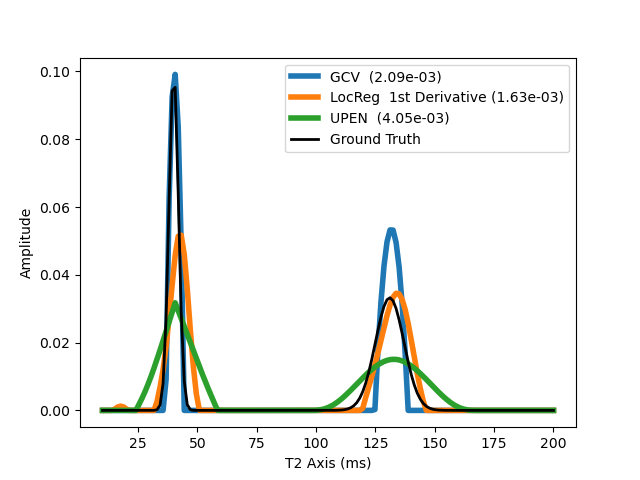 GCV (2.09e-03)
LocReg 1st Derivative (1.63e-03)
UPEN (4.05e-03)
Ground Truth
0.10
0.08
0.06
0.04
0.02
0.00
Amplitude
25 50 75 100 125 150 175 200
T2 Axis (ms)